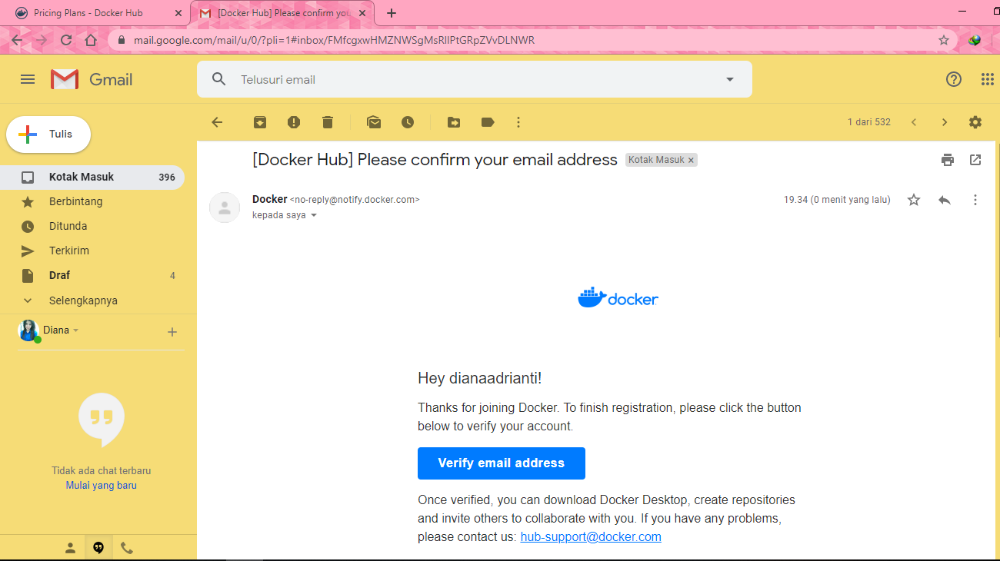 Pricing Plans - Docker Hub
[Docker Hub] Please confirm you
mail.google.com/mail/u/0/?pli=1#inbox/FMfcgxwHMZNWSgMsRllPtGRpZVvDLNWR
Gmail
Telusuri email
Tulis
1 dari 532
Kotak Masuk 396
Berbintang
Ditunda
Terkirim
Draf 4
Selengkapnya
Diana
Tidak ada chat terbaru
Mulai yang baru
[Docker Hub] Please confirm your email address Kotak Masuk ×
Docker <no-reply@notify.docker.com> 19.34 (0 menit yang lalu)
kepada saya
docker
Hey dianaadrianti!
Thanks for joining Docker. To finish registration, please click the button
below to verify your account.
Verify email address
Once verified, you can download Docker Desktop, create repositories
and invite others to collaborate with you. If you have any problems,
please contact us: hub-support@docker.com